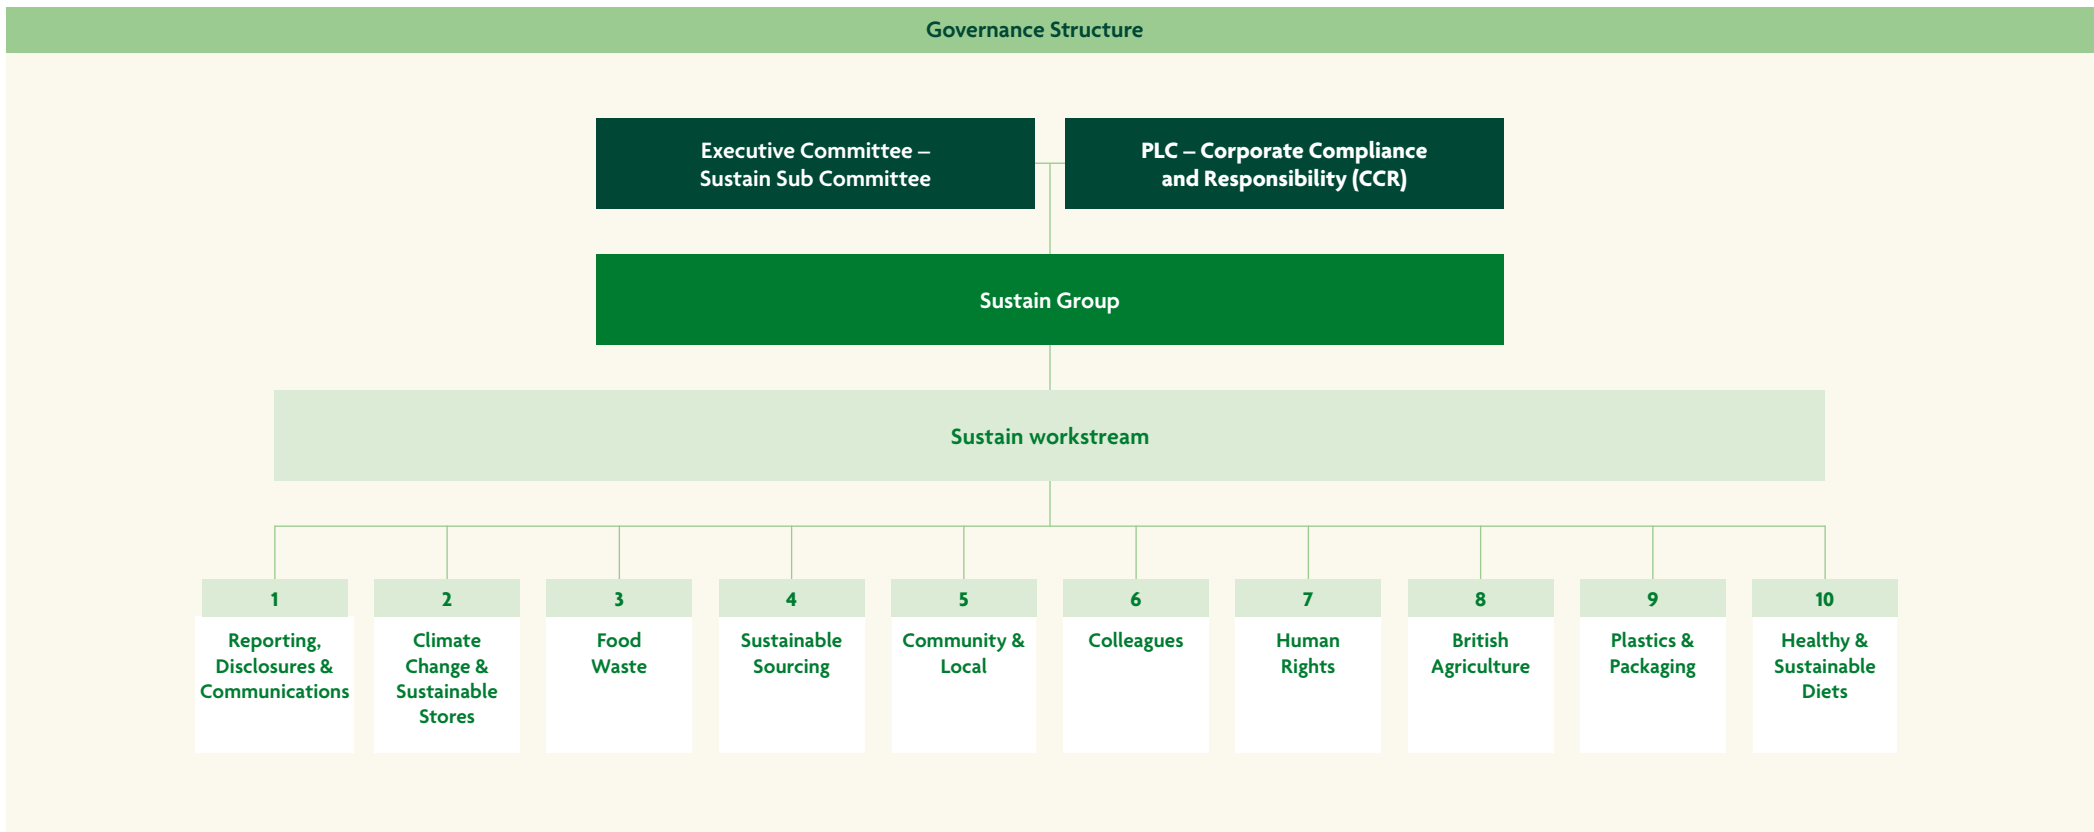 Governance Structure
Executive Committee –
Sustain Sub Committee
PLC – Corporate Compliance
and Responsibility (CCR)
Sustain Group
Sustain workstream
1
Reporting,
Disclosures &
Communications
2
Climate
Change &
Sustainable
Stores
3
Food
Waste
4
Sustainable
Sourcing
5
Community &
Local
6
Colleagues
7
Human
Rights
8
British
Agriculture
9
Plastics &
Packaging
10
Healthy &
Sustainable
Diets